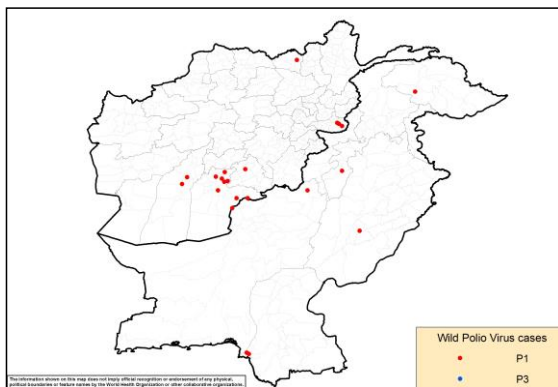 Wild Polio Virus cases
P1
P3
The information shown on this map does not imply official recognition or endorsement of any physical,
political boundaries or feature names by the World Health Organization or other collaborative organizations.